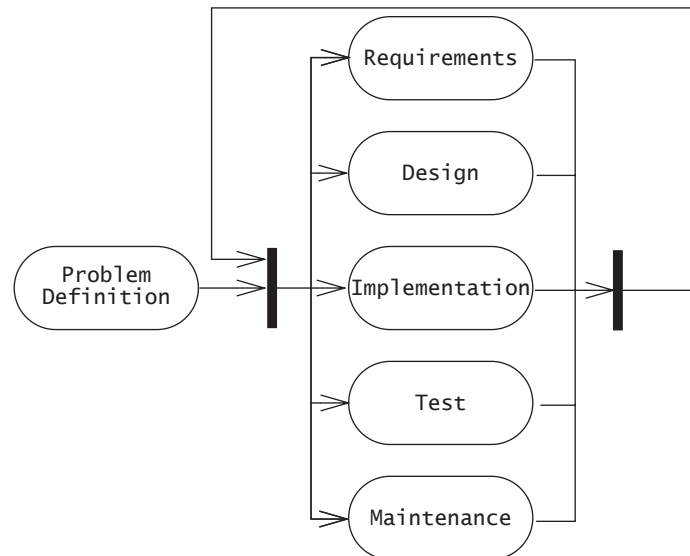 Requirements
Design
Problem
Definition
Implementation
Test
Maintenance